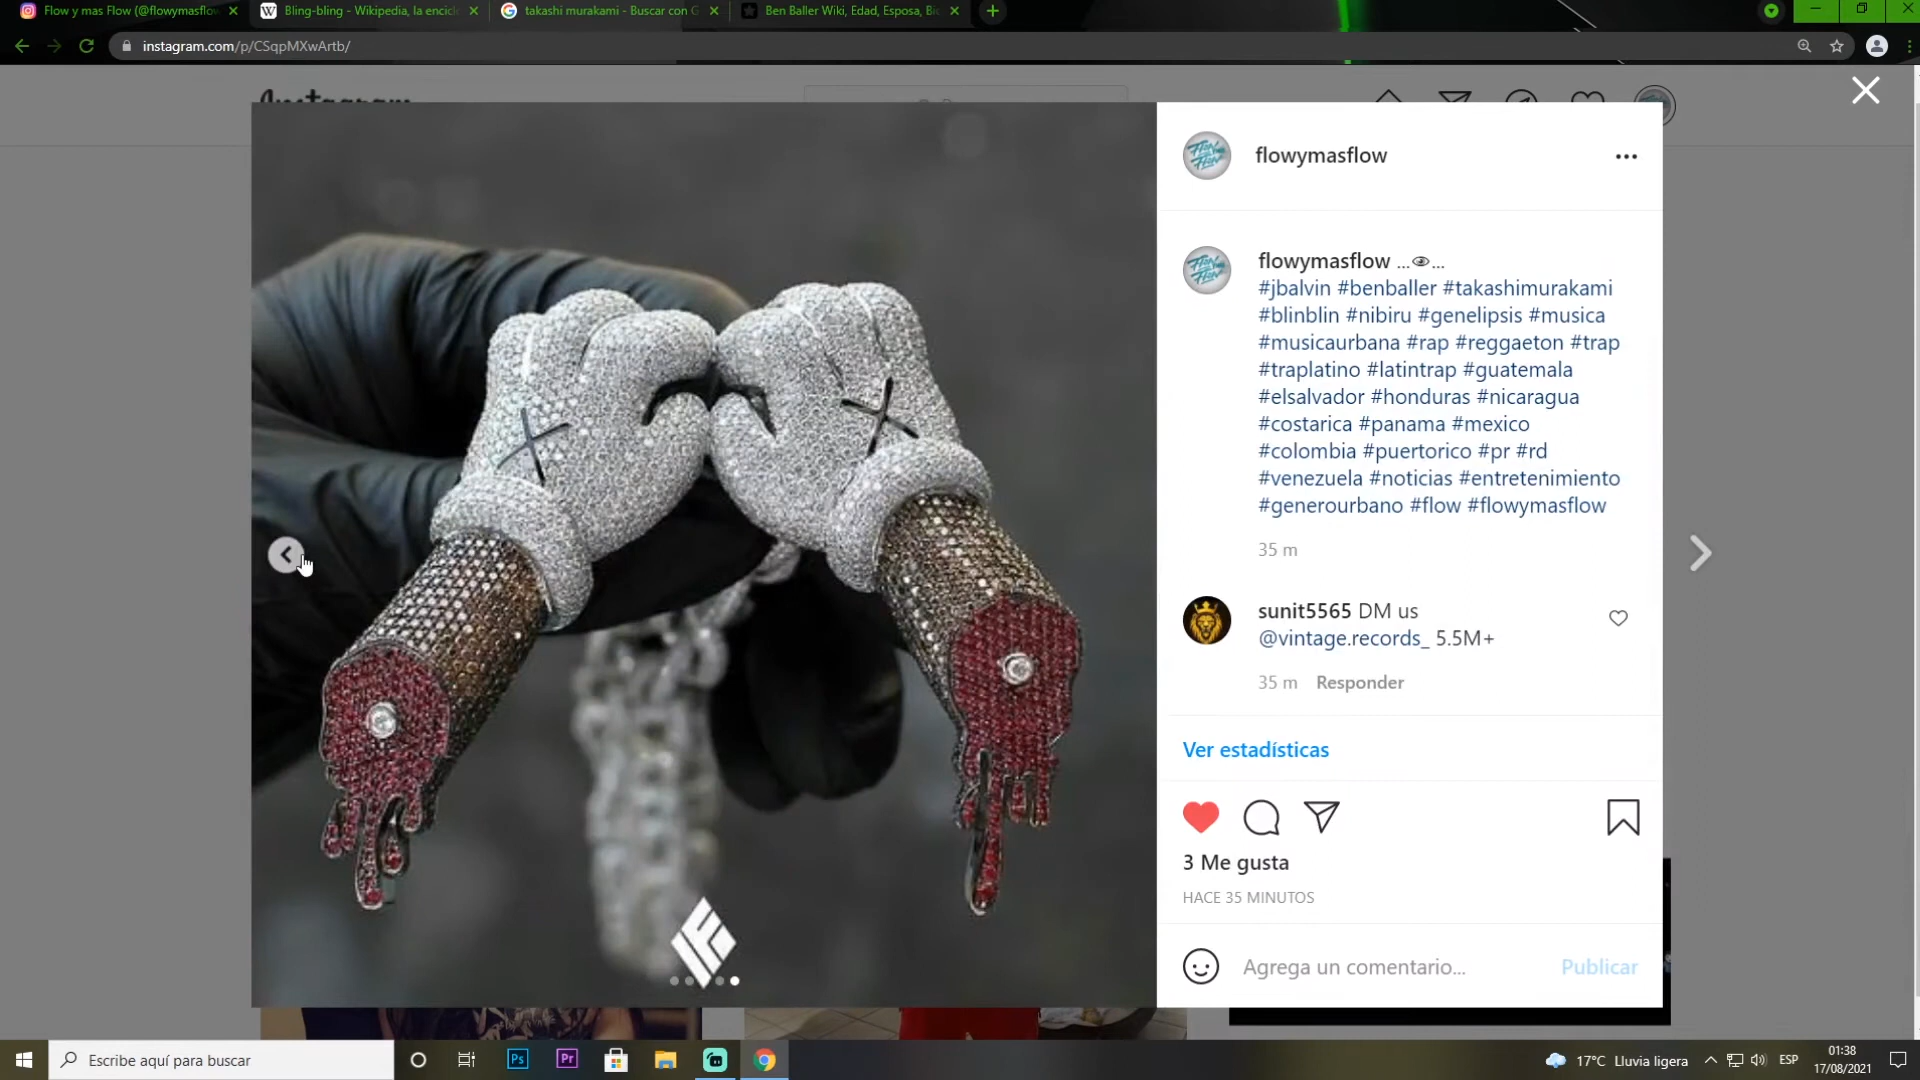 Flow y mas Flow (@flowymasflow
Bling-bling - Wikipedia, la encicl
takashi murakami - Buscar con G
Ben Baller Wiki, Edad, Esposa, Bi
instagram.com/p/CSqpMXwArtb/
Instagram
flowymasflow
flowymasflow ...👁...
#jbalvin #benballer #takashimurakami
#blinblin #nibiru #genelipsis #musica
#musicaurbana #rap #reggaeton #trap
#traplatino #latintrap #guatemala
#elsalvador #honduras #nicaragua
#costarica #panama #mexico
#colombia #puertorico #pr #rd
#venezuela #noticias #entretenimiento
#generourbano #flow #flowymasflow
35 m
sunit5565 DM us
@vintage.records_ 5.5M+
35 m Responder
Ver estadísticas
3 Me gusta
HACE 35 MINUTOS
Agrega un comentario... Publicar
Escribe aquí para buscar
Ps
Pr
17°C Lluvia ligera
ESP
01:38
17/08/2021